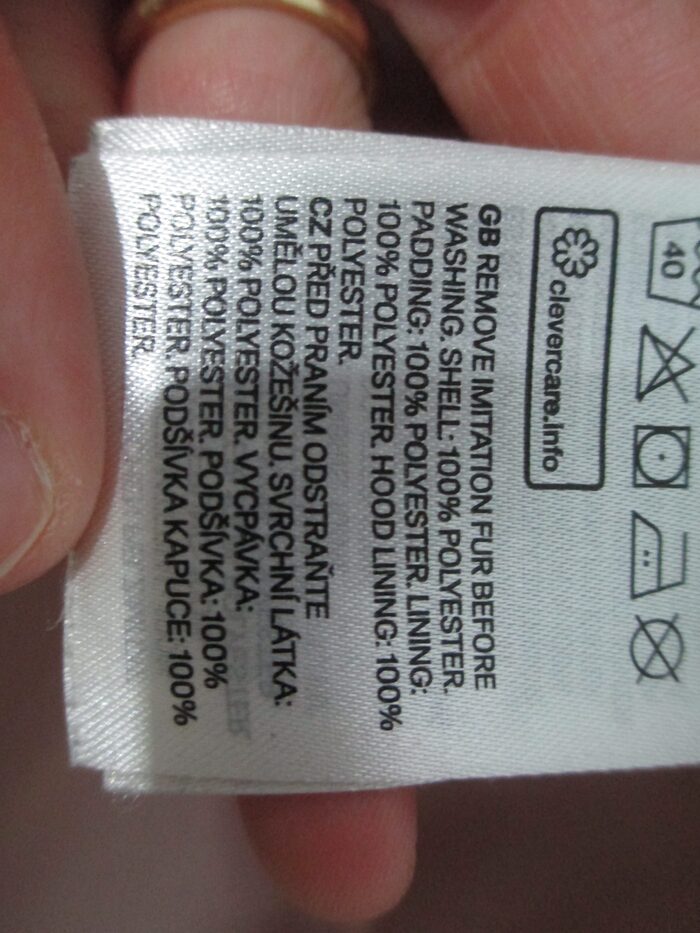 40
clevercare.info
GB REMOVE IMITATION FUR BEFORE
WASHING. SHELL: 100% POLYESTER.
PADDING: 100% POLYESTER. LINING:
100% POLYESTER. HOOD LINING: 100%
POLYESTER.
CZ PŘED PRANÍM ODSTRAŇTE
UMĚLOU KOŽEŠINU. SVRCHNÍ LÁTKA:
100% POLYESTER. VYCPÁVKA:
100% POLYESTER. PODŠÍVKA: 100%
POLYESTER. PODŠÍVKA KAPUCE: 100%
POLYESTER.